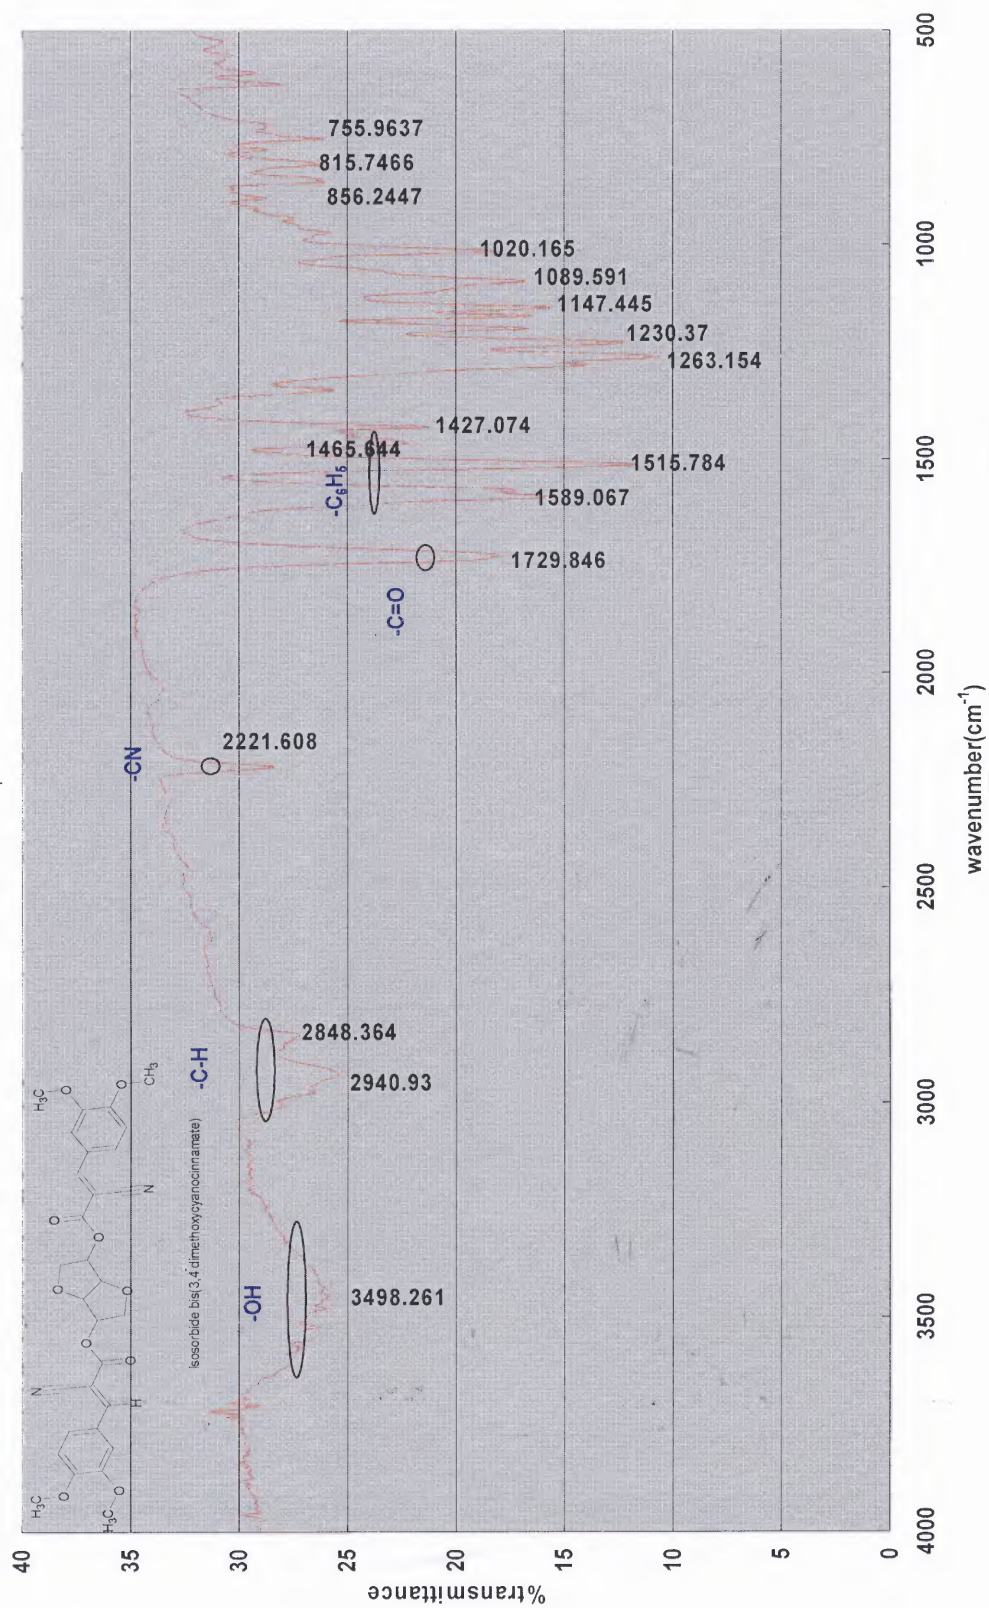 H₃C
O
H₃C
O
N
H
O
O
O
O
O
O
N
H₃C
O
O
CH₃
Isosorbide bis(3,4 dimethoxycyanocinnamate)
-OH
3498.261
-C-H
2940.93
2848.364
-CN
2221.608
-C=O
1729.846
-C₆H₅
1589.067
1515.784
1465.644
1427.074
1263.154
1230.37
1147.445
1089.591
1020.165
856.2447
815.7466
755.9637
%transmittance
40
35
30
25
20
15
10
5
0
4000
3500
3000
2500
2000
1500
1000
500
wavenumber(cm⁻¹)